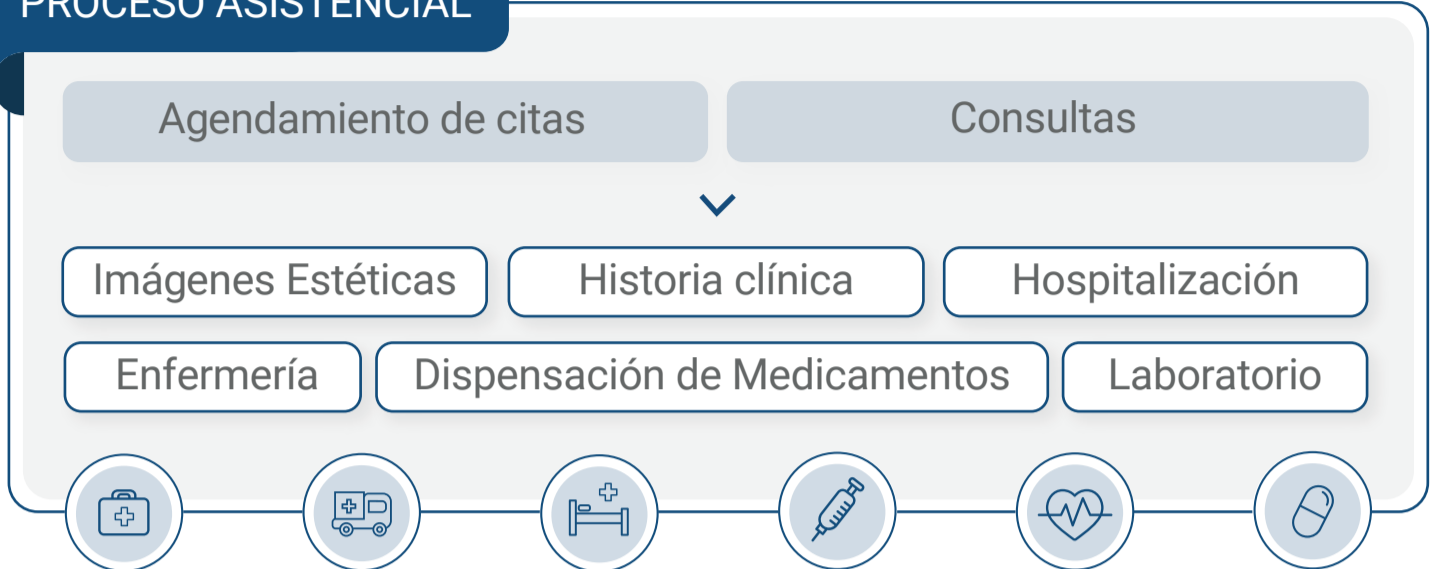 PROCESO ASISTENCIAL
Agendamiento de citas
Consultas
Imágenes Estéticas
Historia clínica
Hospitalización
Enfermería
Dispensación de Medicamentos
Laboratorio